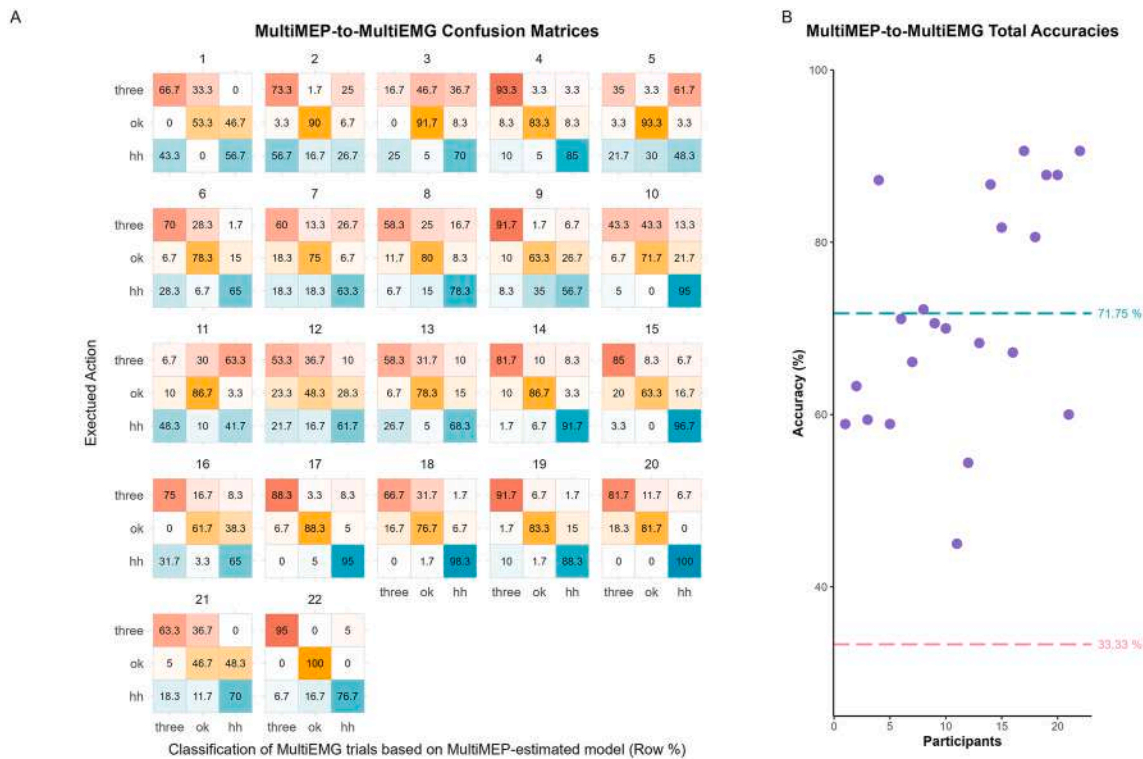 A
B
MultiMEP-to-MultiEMG Confusion Matrices
MultiMEP-to-MultiEMG Total Accuracies
1 2 3 4 5
three 66.7 33.3 0 73.3 1.7 25 16.7 46.7 36.7 93.3 3.3 3.3 35 3.3 61.7
ok 0 53.3 46.7 3.3 90 6.7 0 91.7 8.3 8.3 83.3 8.3 3.3 93.3 3.3
hh 43.3 0 56.7 56.7 16.7 26.7 25 5 70 10 5 85 21.7 30 48.3
6 7 8 9 10
three 70 28.3 1.7 60 13.3 26.7 58.3 25 16.7 91.7 1.7 6.7 43.3 43.3 13.3
ok 6.7 78.3 15 18.3 75 6.7 11.7 80 8.3 10 63.3 26.7 6.7 71.7 21.7
hh 28.3 6.7 65 18.3 18.3 63.3 6.7 15 78.3 8.3 35 56.7 5 0 95
11 12 13 14 15
three 6.7 30 63.3 53.3 36.7 10 58.3 31.7 10 81.7 10 8.3 85 8.3 6.7
ok 10 86.7 3.3 23.3 48.3 28.3 6.7 78.3 15 10 86.7 3.3 20 63.3 16.7
hh 48.3 10 41.7 21.7 16.7 61.7 26.7 5 68.3 1.7 6.7 91.7 3.3 0 96.7
16 17 18 19 20
three 75 16.7 8.3 88.3 3.3 8.3 66.7 31.7 1.7 91.7 6.7 1.7 81.7 11.7 6.7
ok 0 61.7 38.3 6.7 88.3 5 16.7 76.7 6.7 1.7 83.3 15 18.3 81.7 0
hh 31.7 3.3 65 0 5 95 0 1.7 98.3 10 1.7 88.3 0 0 100
three ok hh three ok hh three ok hh
21 22
three 63.3 36.7 0 95 0 5
ok 5 46.7 48.3 0 100 0
hh 18.3 11.7 70 6.7 16.7 76.7
three ok hh three ok hh
Exectued Action
Classification of MultiEMG trials based on MultiMEP-estimated model (Row %)
100
80
60
40
Accuracy (%)
71.75 %
33.33 %
0 5 10 15 20
Participants